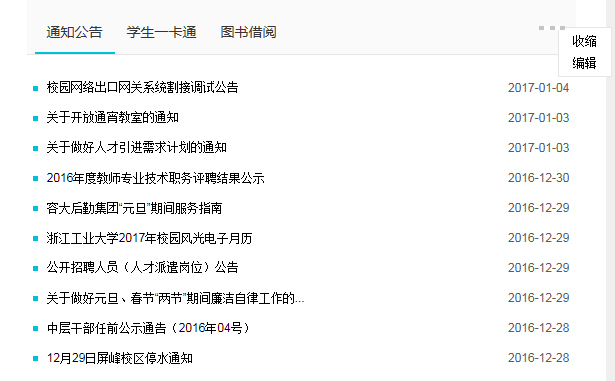 通知公告 学生一卡通 图书借阅
收缩
编辑
校园网络出口网关系统割接调试公告 2017-01-04
关于开放通宵教室的通知 2017-01-03
关于做好人才引进需求计划的通知 2017-01-03
2016年度教师专业技术职务评聘结果公示 2016-12-30
容大后勤集团“元旦”期间服务指南 2016-12-29
浙江工业大学2017年校园风光电子月历 2016-12-29
公开招聘人员（人才派遣岗位）公告 2016-12-29
关于做好元旦、春节“两节”期间廉洁自律工作的... 2016-12-29
中层干部任前公示通告（2016年04号） 2016-12-28
12月29日屏峰校区停水通知 2016-12-28